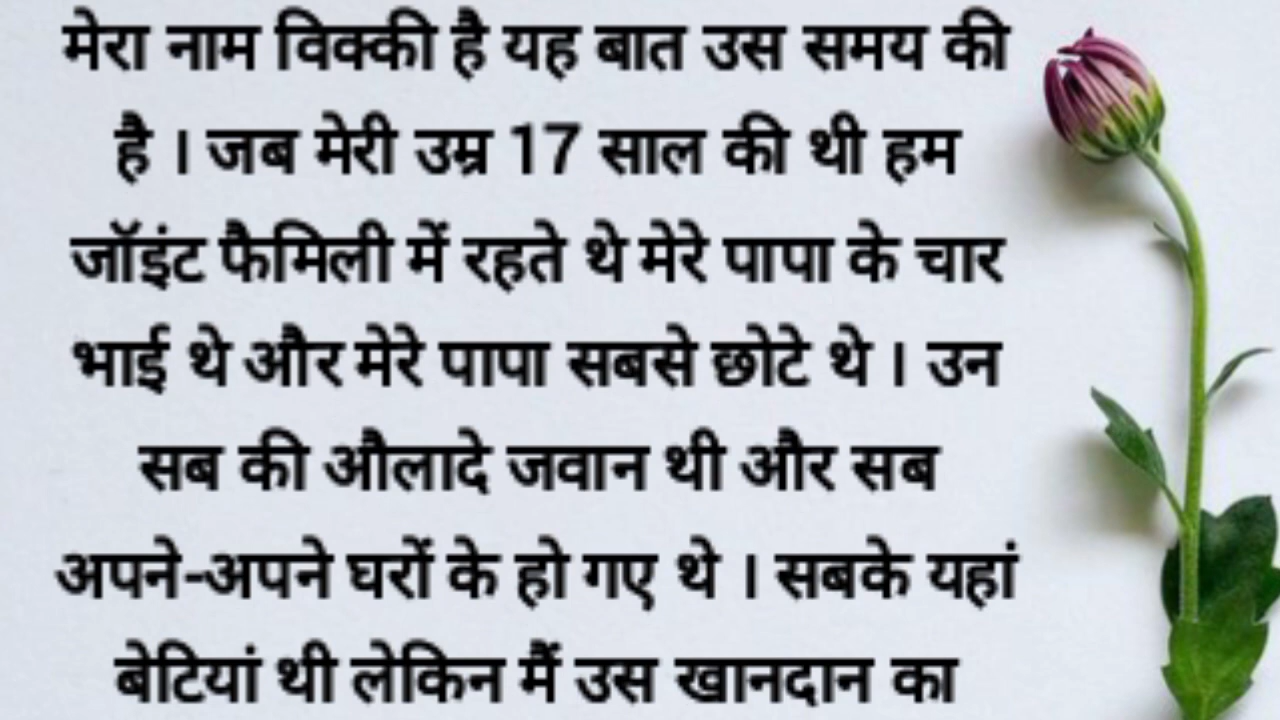 मेरा नाम विक्की है यह बात उस समय की
है । जब मेरी उम्र 17 साल की थी हम
जॉइंट फैमिली में रहते थे मेरे पापा के चार
भाई थे और मेरे पापा सबसे छोटे थे । उन
सब की औलादे जवान थी और सब
अपने-अपने घरों के हो गए थे । सबके यहां
बेटियां थी लेकिन मैं उस खानदान का